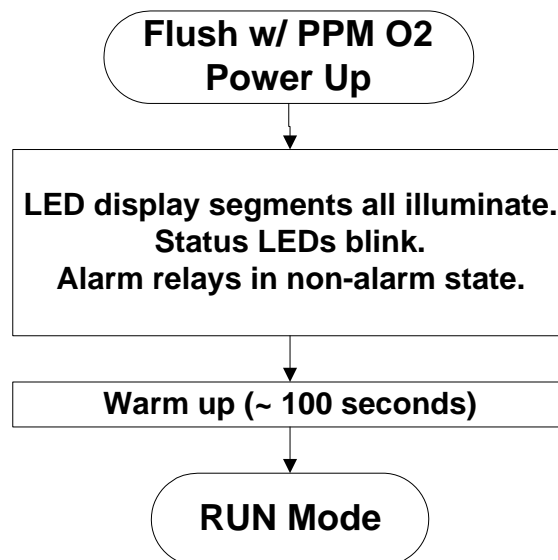 Flush w/ PPM O2
Power Up
LED display segments all illuminate.
Status LEDs blink.
Alarm relays in non-alarm state.
Warm up (~ 100 seconds)
RUN Mode